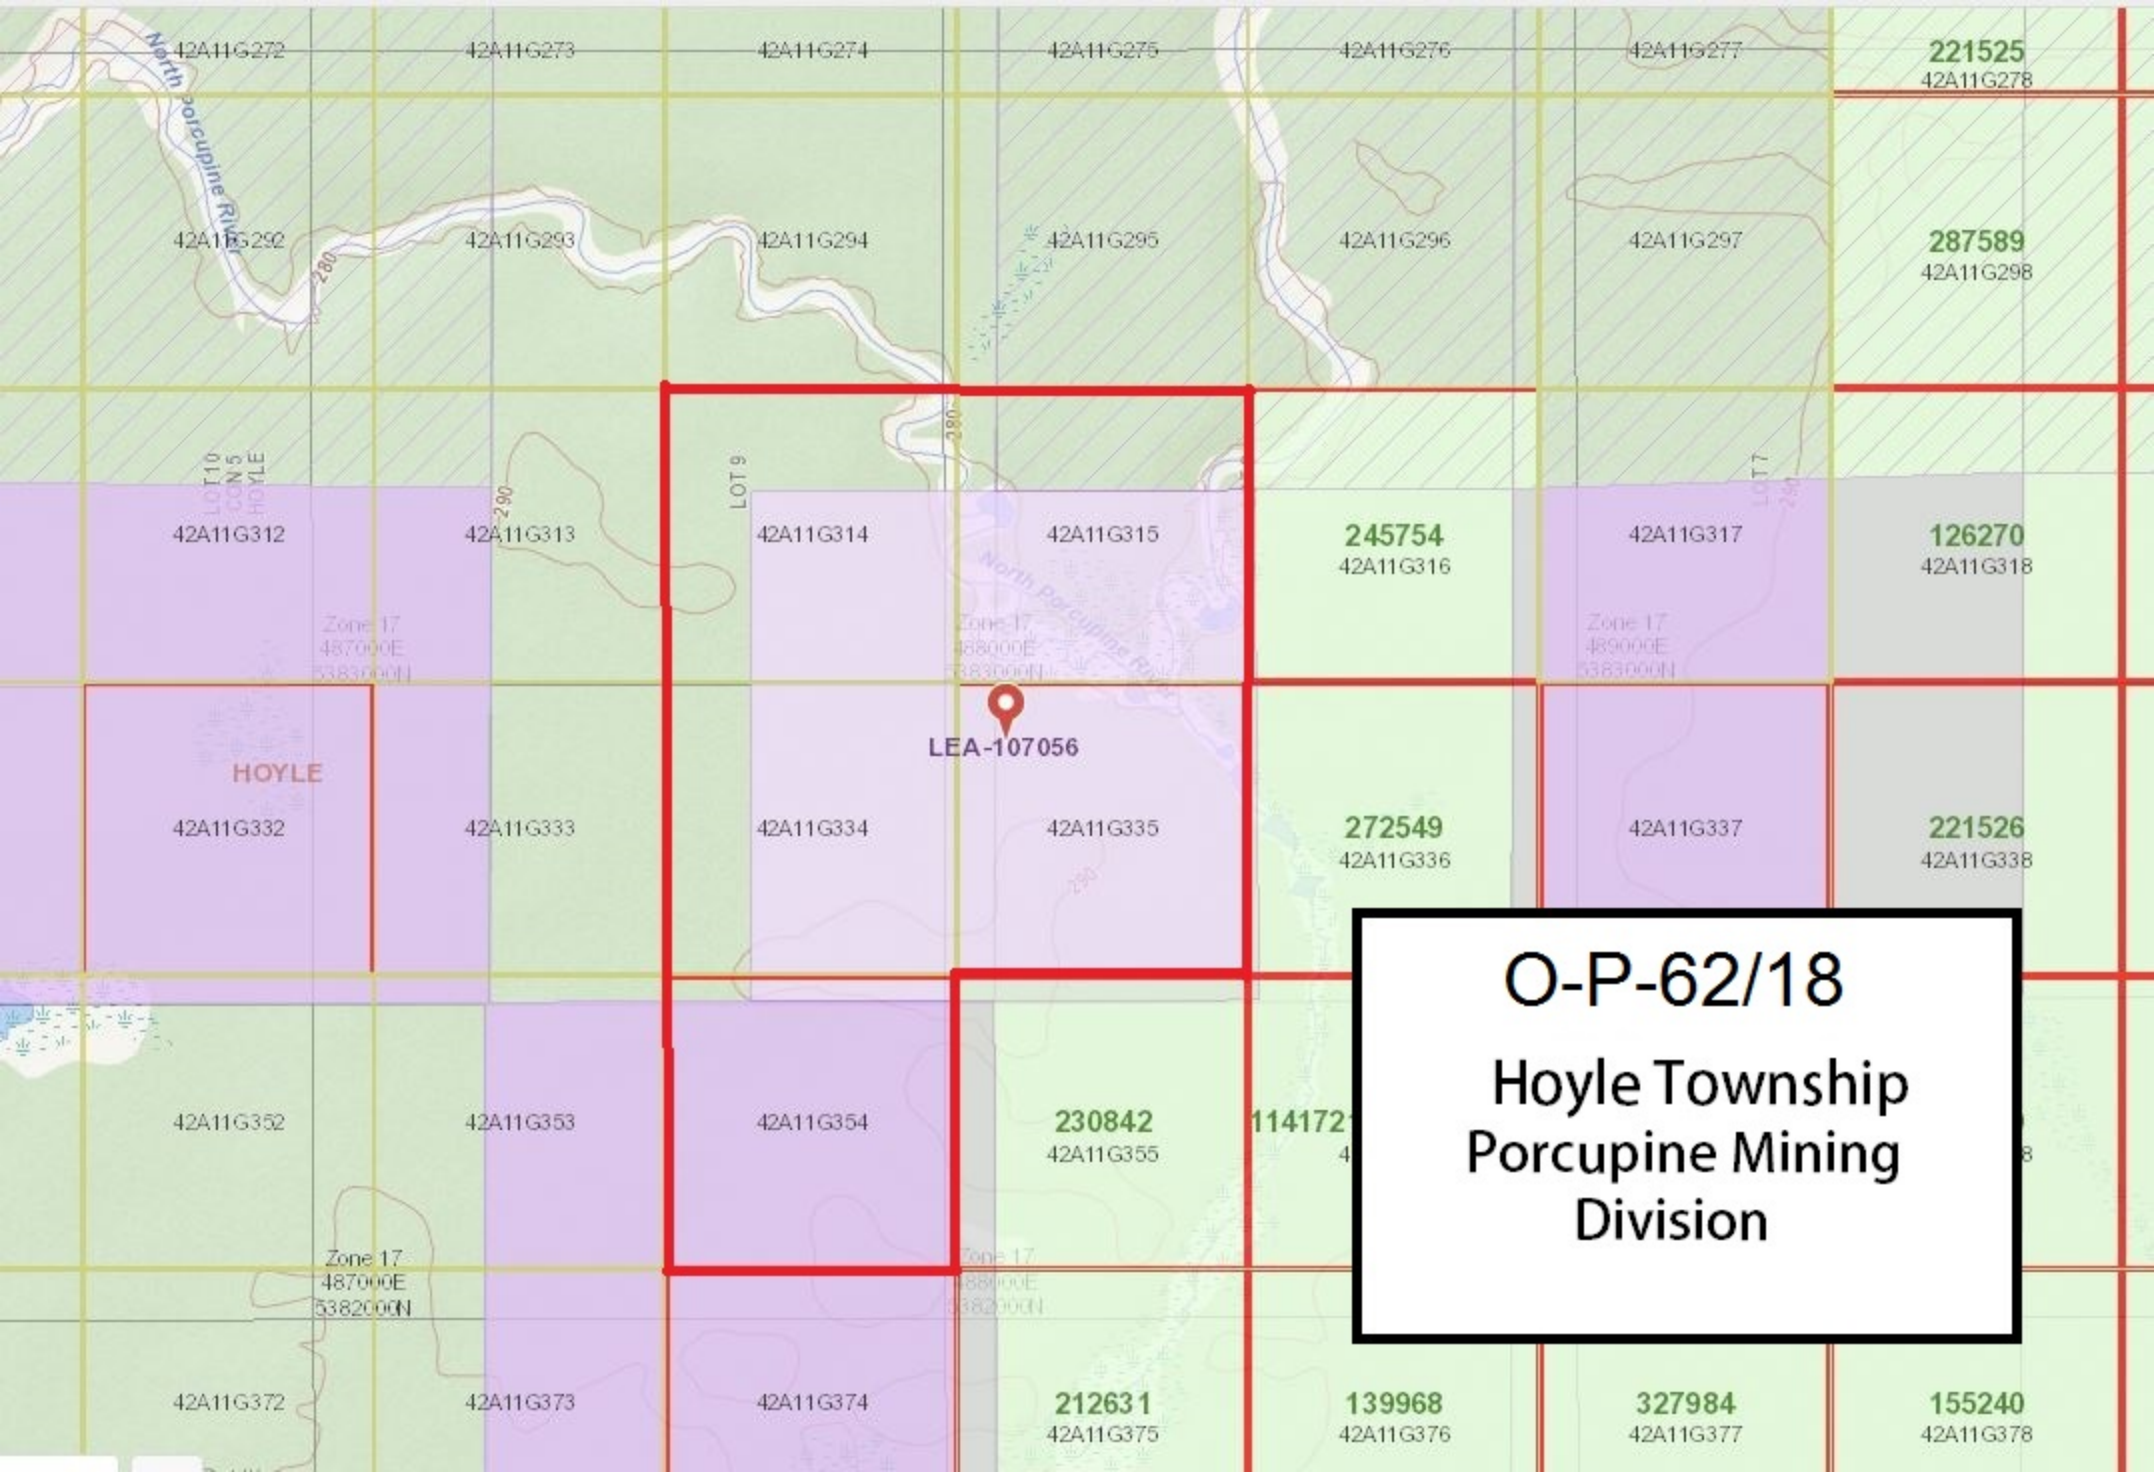 42A11G272
42A11G273
42A11G274
42A11G275
42A11G276
42A11G277
221525
42A11G278
North Porcupine River
42A11G292
42A11G293
42A11G294
42A11G295
42A11G296
42A11G297
287589
42A11G298
280
280
LOT 10
CON 5
HOYLE
290
LOT 9
LOT 7
290
42A11G312
42A11G313
42A11G314
42A11G315
245754
42A11G316
42A11G317
126270
42A11G318
North Porcupine River
Zone 17
487000E
5383000N
Zone 17
488000E
5383000N
Zone 17
489000E
5383000N
LEA-107056
HOYLE
42A11G332
42A11G333
42A11G334
42A11G335
272549
42A11G336
42A11G337
221526
42A11G338
290
O-P-62/18
Hoyle Township
Porcupine Mining
Division
42A11G352
42A11G353
42A11G354
230842
42A11G355
114172
4
8
Zone 17
487000E
5382000N
Zone 17
488000E
5382000N
42A11G372
42A11G373
42A11G374
212631
42A11G375
139968
42A11G376
327984
42A11G377
155240
42A11G378